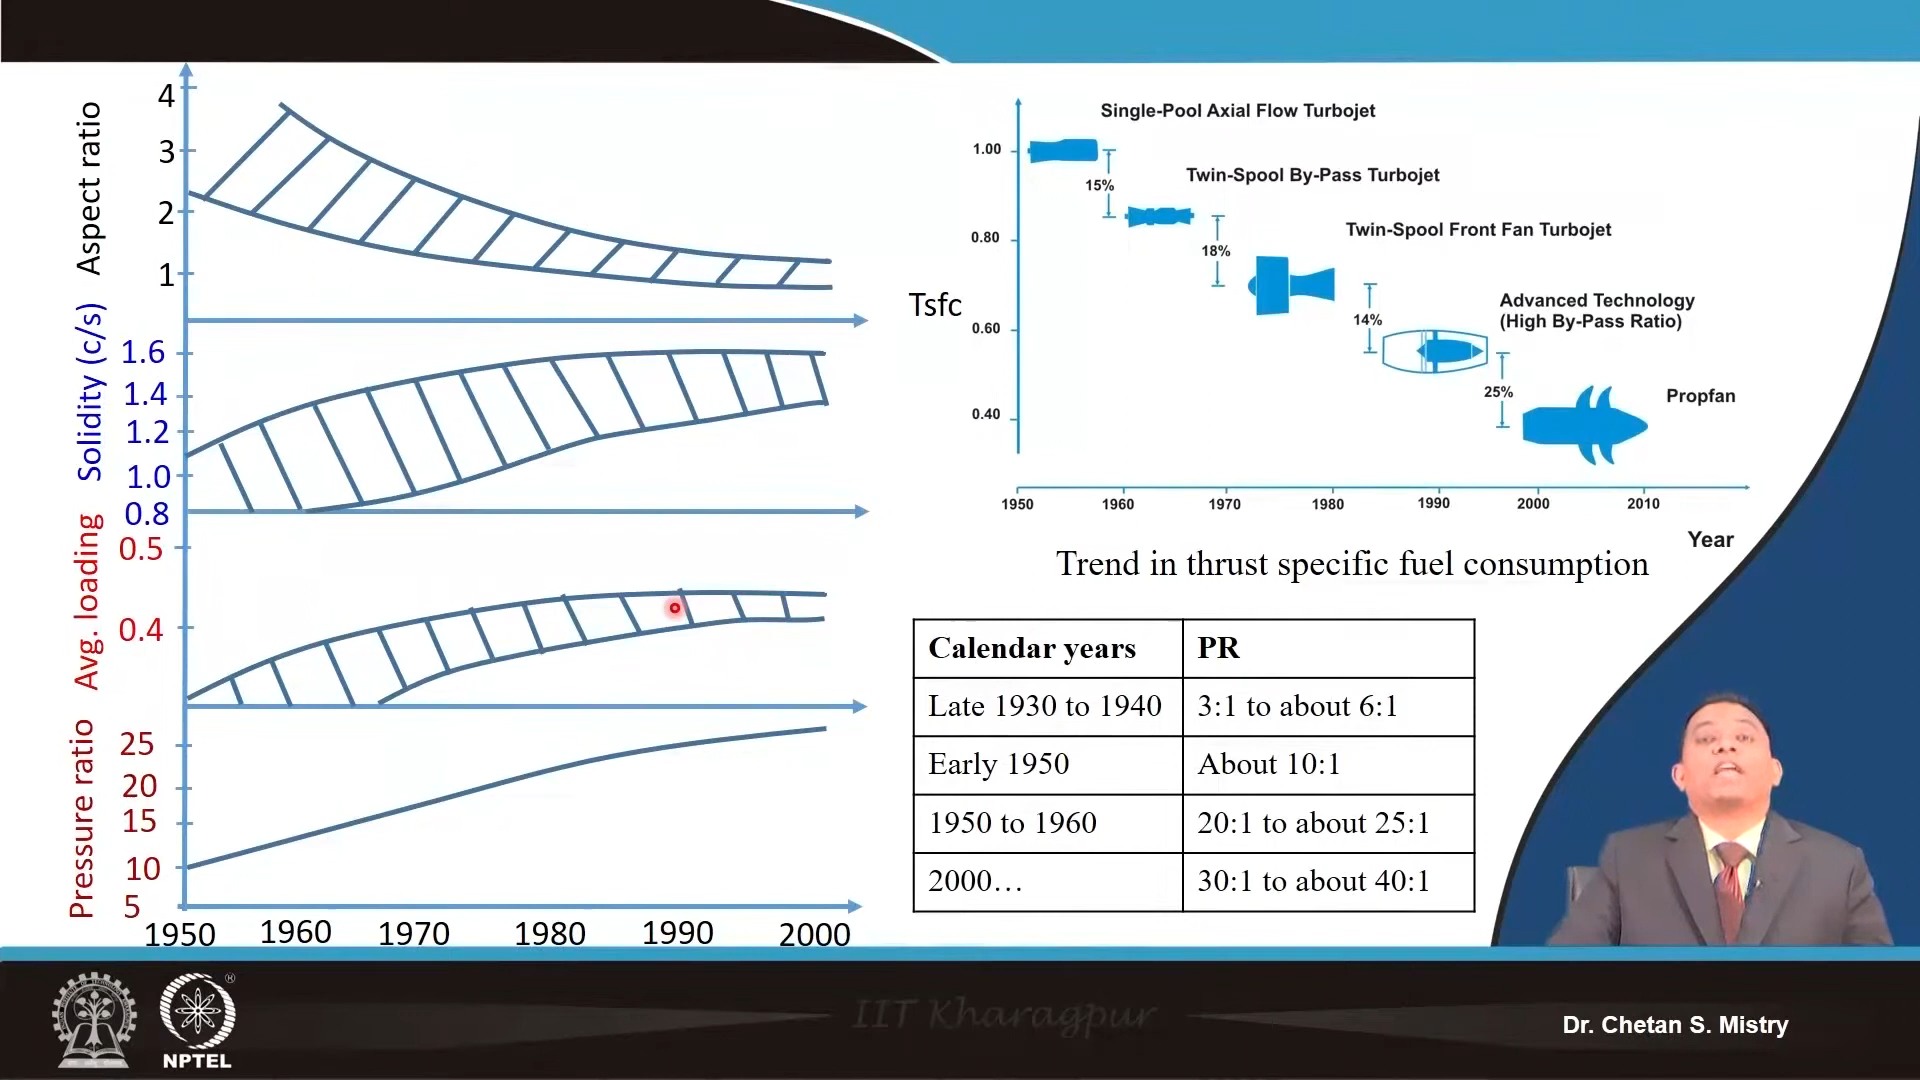 Aspect ratio
4
3
2
1
Solidity (c/s)
1.6
1.4
1.2
1.0
0.8
Avg. loading
0.5
0.4
Pressure ratio
25
20
15
10
5
1950 1960 1970 1980 1990 2000
Single-Pool Axial Flow Turbojet
Twin-Spool By-Pass Turbojet
Twin-Spool Front Fan Turbojet
Advanced Technology
(High By-Pass Ratio)
Propfan
Tsfc
1.00
0.80
0.60
0.40
15%
18%
14%
25%
1950 1960 1970 1980 1990 2000 2010
Year
Trend in thrust specific fuel consumption
Calendar years PR
Late 1930 to 1940 3:1 to about 6:1
Early 1950 About 10:1
1950 to 1960 20:1 to about 25:1
2000… 30:1 to about 40:1
®
NPTEL
IIT Kharagpur
Dr. Chetan S. Mistry